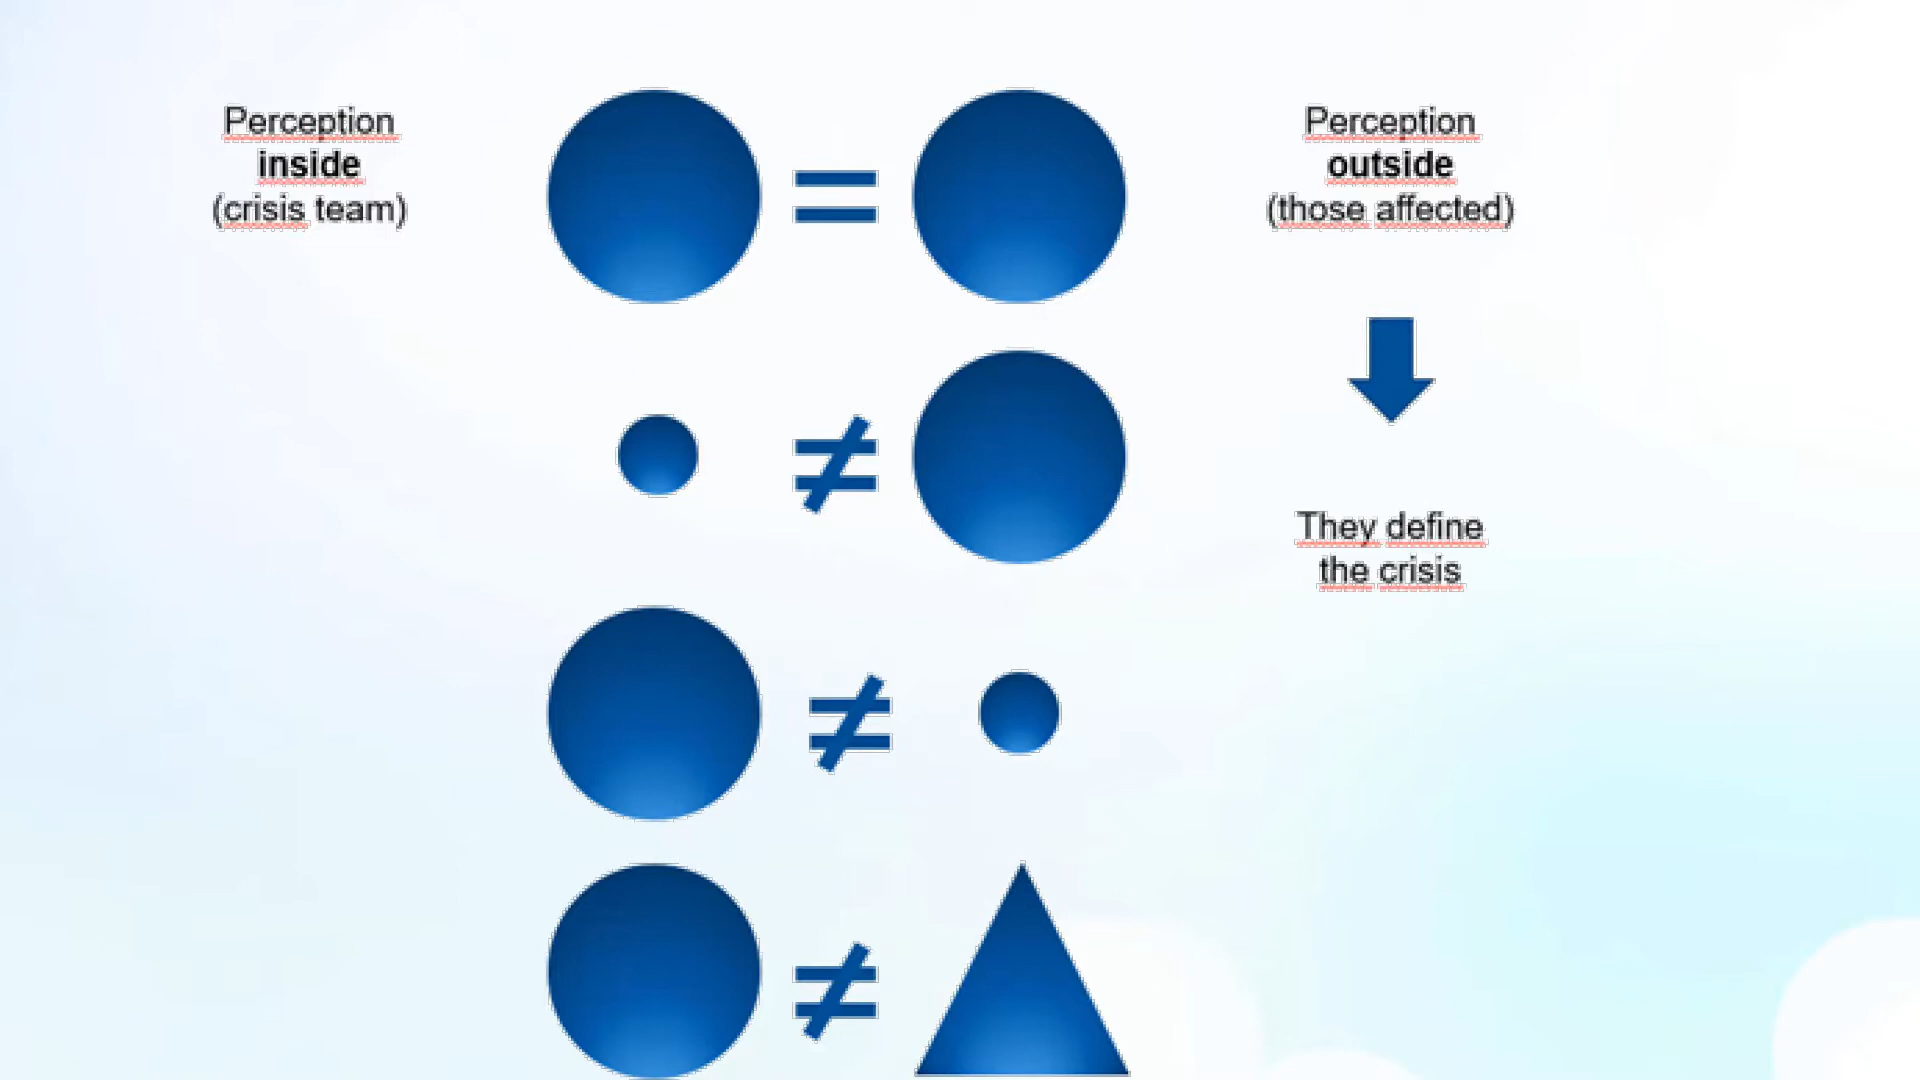 Perception
inside
(crisis team)
=
Perception
outside
(those affected)
≠
They define
the crisis
≠
≠